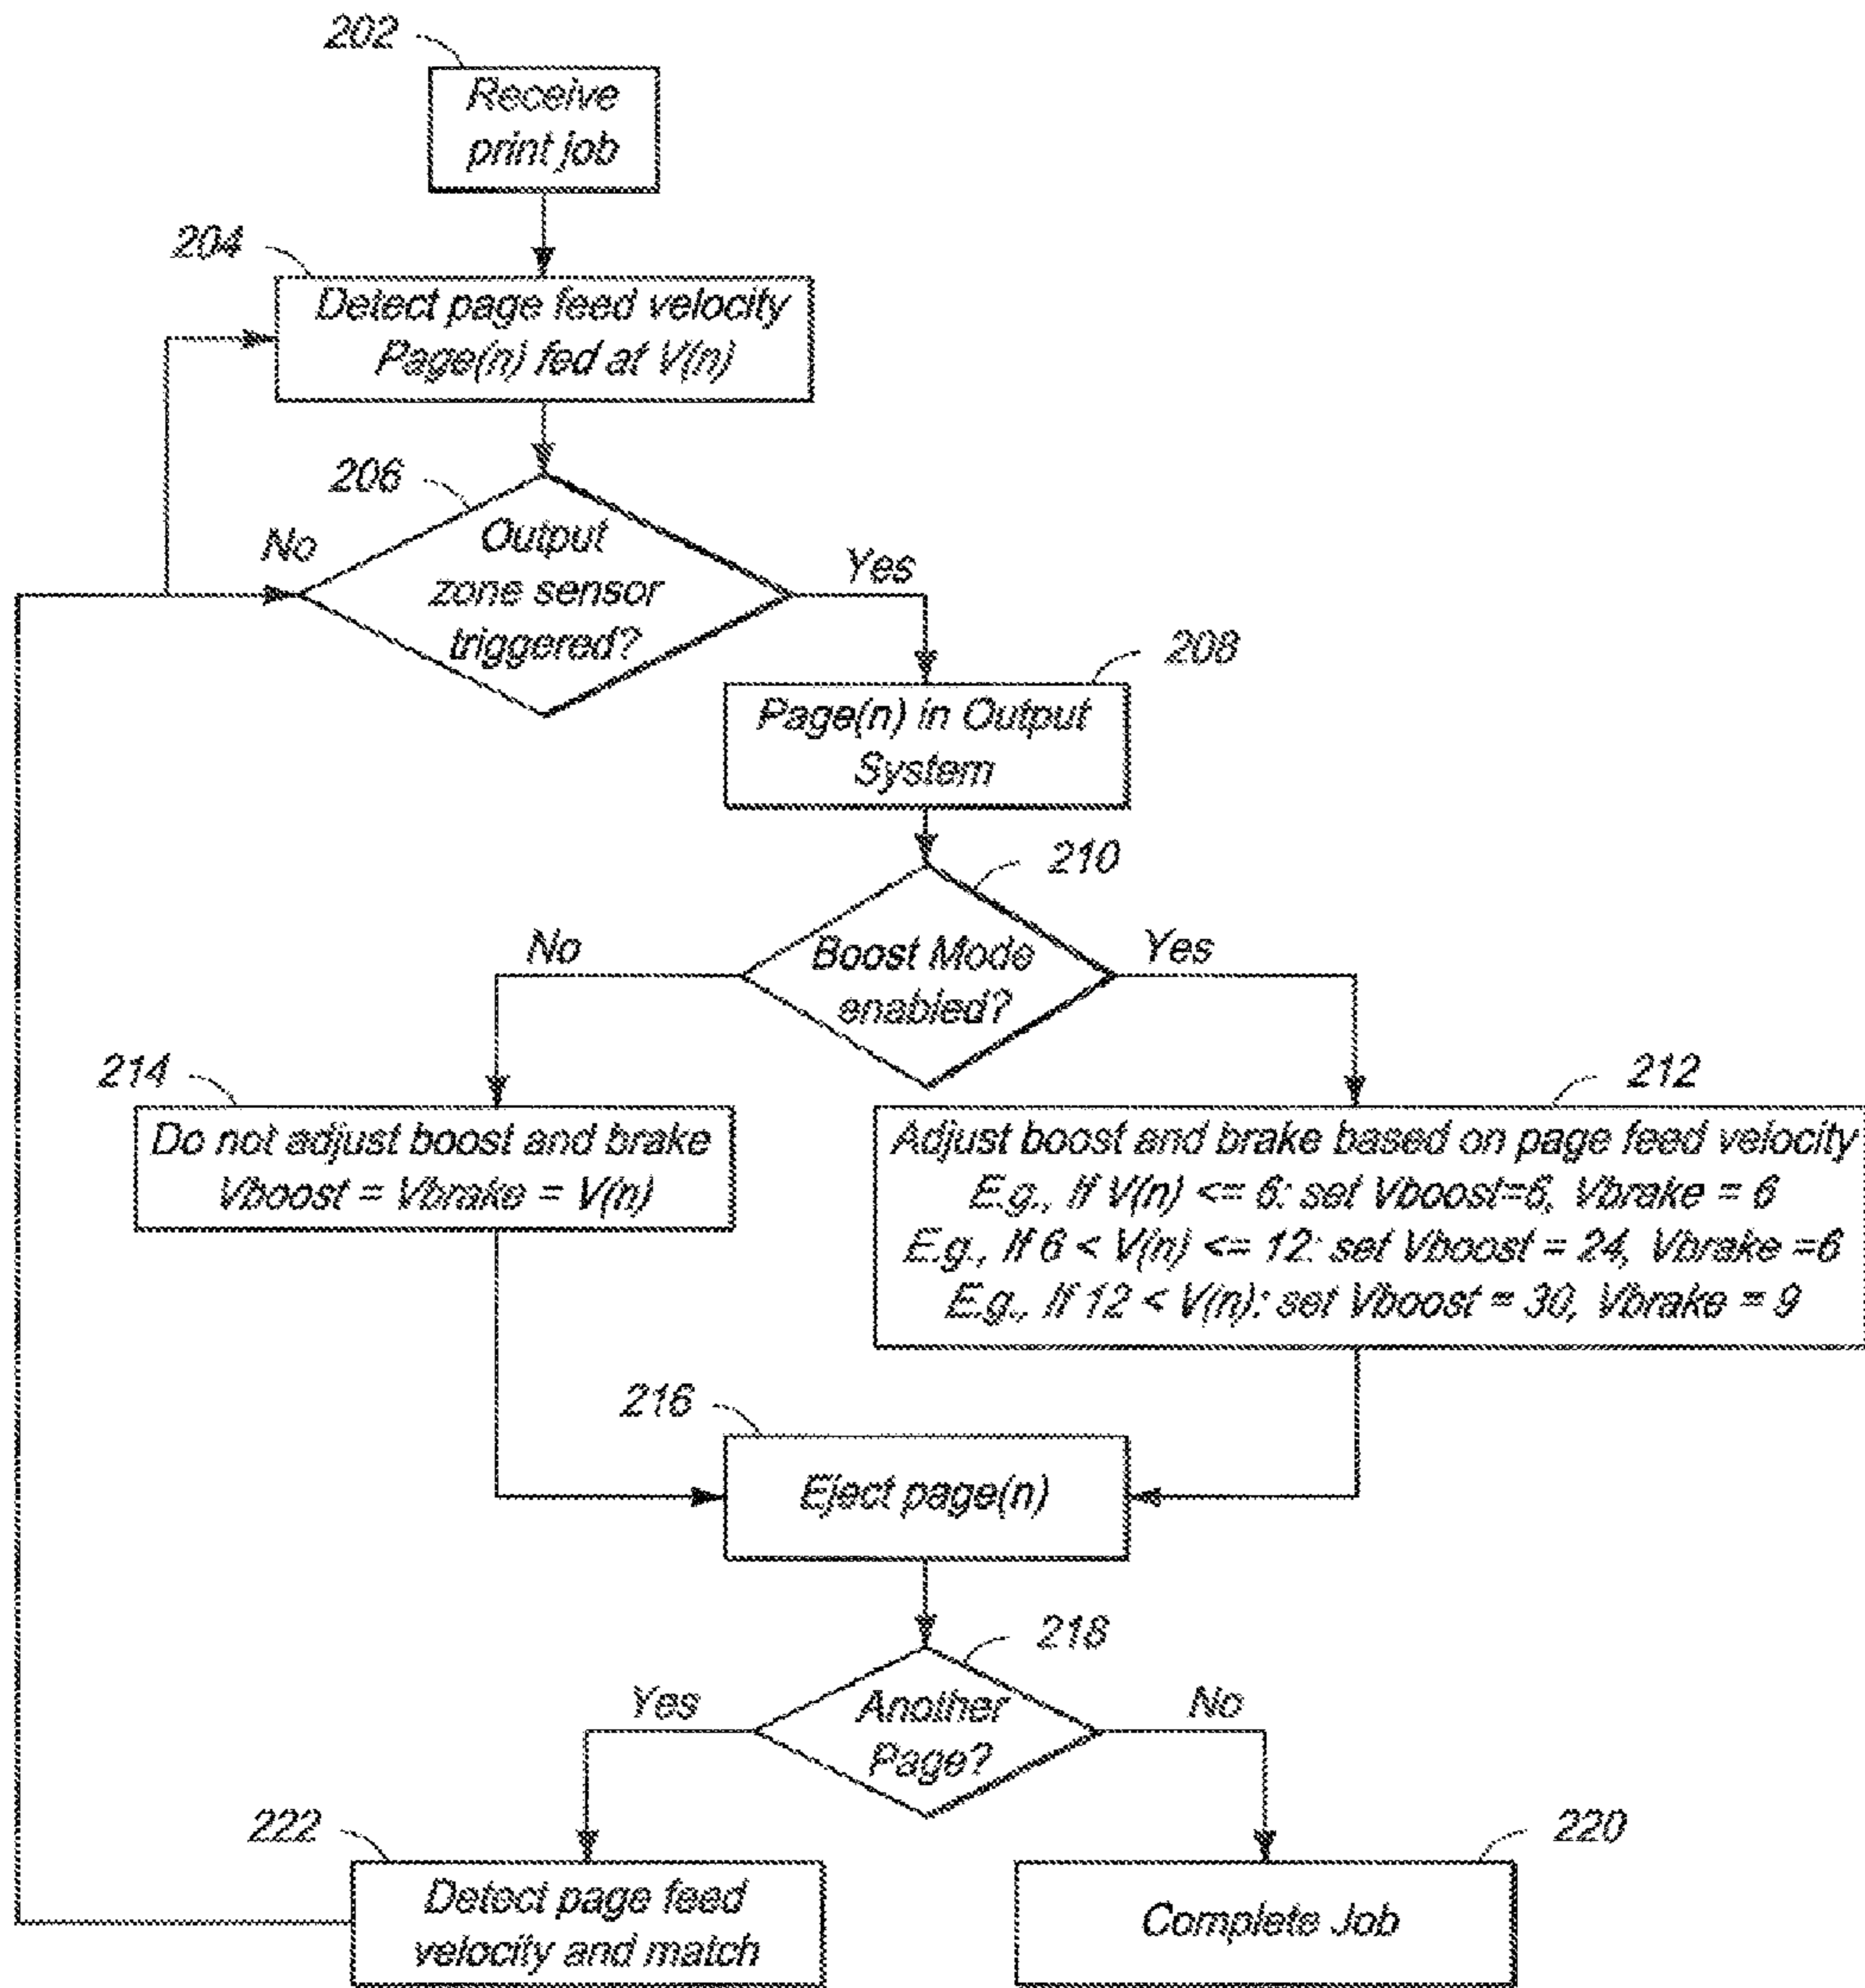 202
Receive
print job
204
Detect page feed velocity
Page(n) fed at V(n)
206
No
Output
zone sensor
triggered?
Yes
208
Page(n) in Output
System
210
No
Boost Mode
enabled?
Yes
214
Do not adjust boost and brake
Vboost = Vbrake = V(n)
212
Adjust boost and brake based on page feed velocity
E.g., If V(n) <= 6: set Vboost=6, Vbrake = 6
E.g., If 6 < V(n) <= 12: set Vboost = 24, Vbrake =6
E.g., If 12 < V(n): set Vboost = 30, Vbrake = 9
216
Eject page(n)
218
Yes
Another
Page?
No
222
Detect page feed
velocity and match
220
Complete Job